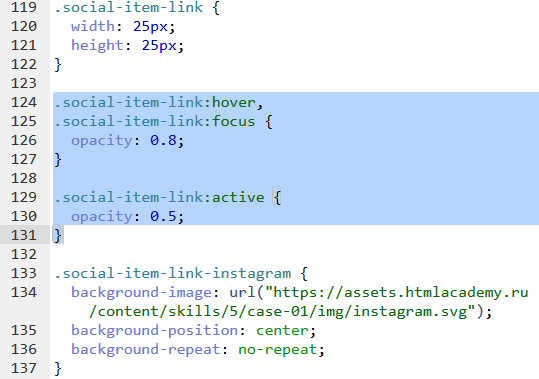 119 .social-item-link {
120   width: 25px;
121   height: 25px;
122 }
123
124 .social-item-link:hover,
125 .social-item-link:focus {
126   opacity: 0.8;
127 }
128
129 .social-item-link:active {
130   opacity: 0.5;
131 }
132
133 .social-item-link-instagram {
134   background-image: url("https://assets.htmlacademy.ru
/content/skills/5/case-01/img/instagram.svg");
135   background-position: center;
136   background-repeat: no-repeat;
137 }